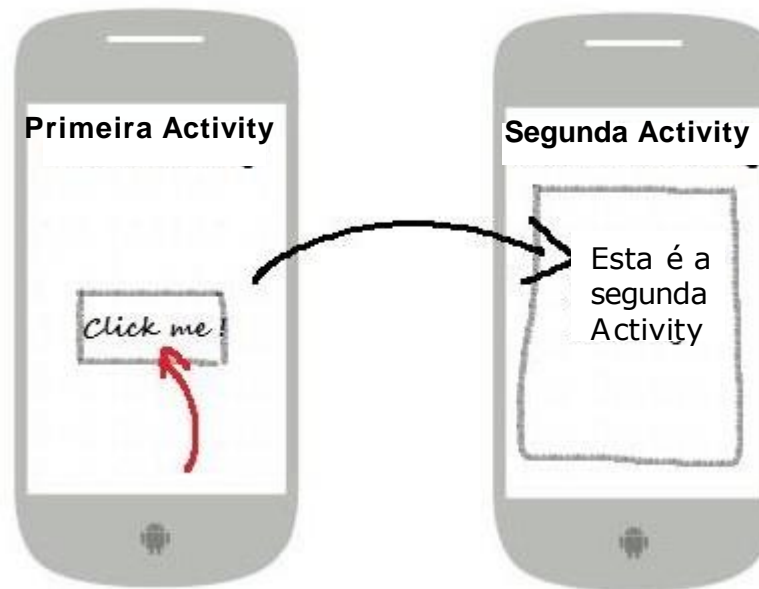 Primeira Activity
Click me!
Segunda Activity
Esta é a
segunda
Activity